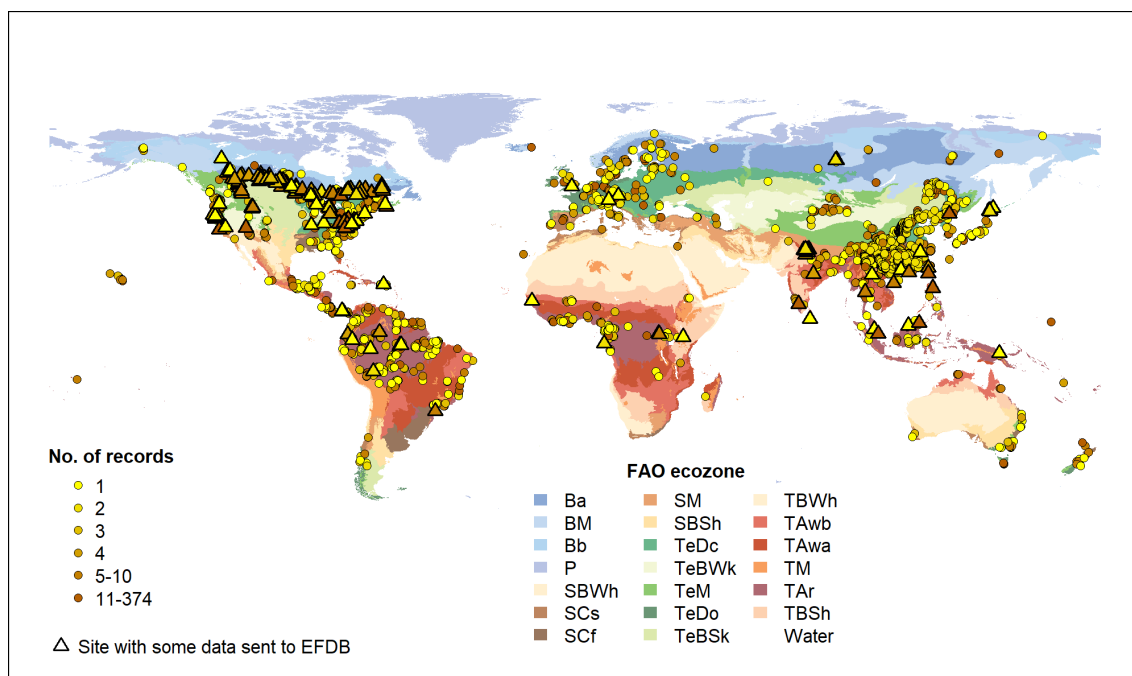 No. of records
1
2
3
4
5-10
11-374
Site with some data sent to EFDB
FAO ecozone
Ba
BM
Bb
P
SBWh
SCs
SCf
SM
SBSh
TeDc
TeBWk
TeM
TeDo
TeBSk
TBWh
TAwb
TAwa
TM
TAr
TBSh
Water